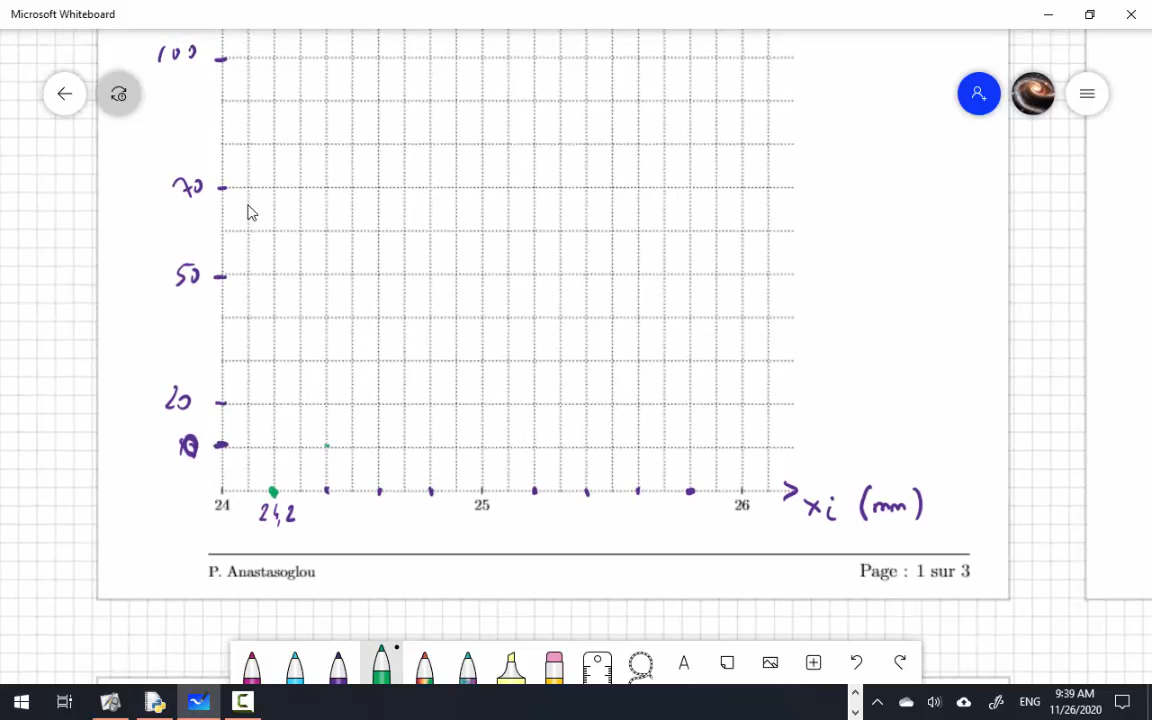 Microsoft Whiteboard
100
70
50
20
10
24
25
26
24,2
xi (mm)
P. Anastasoglou
Page : 1 sur 3
A
ENG
9:39 AM
11/26/2020